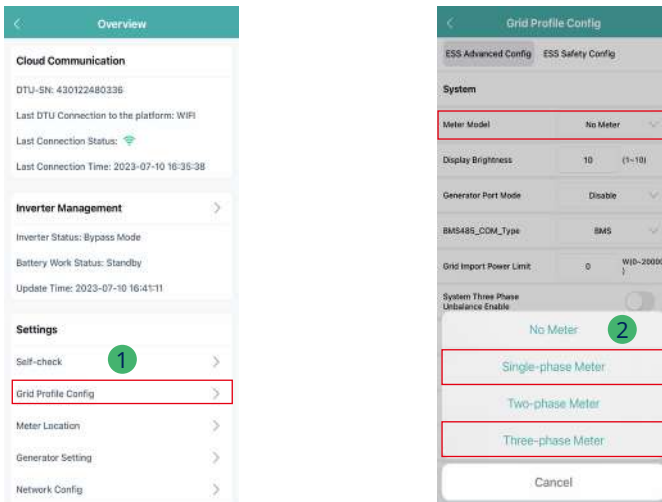 Overview
Cloud Communication
DTU-SN: 430122480336
Last DTU Connection to the platform: WIFI
Last Connection Status:
Last Connection Time: 2023-07-10 16:35:38
Inverter Management
Inverter Status: Bypass Mode
Battery Work Status: Standby
Update Time: 2023-07-10 16:41:11
Settings
Self-check
1
Grid Profile Config
Meter Location
Generator Setting
Network Config
Grid Profile Config
ESS Advanced Config ESS Safety Config
System
Meter Model No Meter
Display Brightness 10 (1~10)
Generator Port Mode Disable
BMS485_COM_Type BMS
Grid Import Power Limit 0 W(0~20000
)
System Three Phase
Unbalance Enable
No Meter 2
Single-phase Meter
Two-phase Meter
Three-phase Meter
Cancel